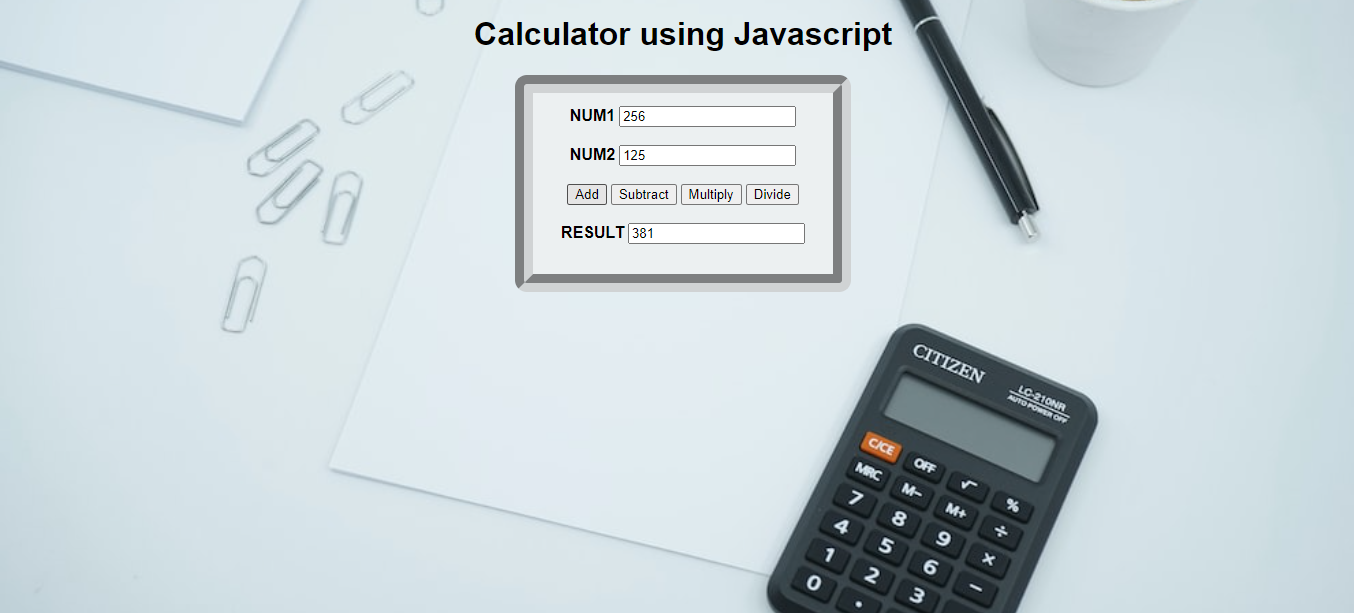 Calculator using Javascript
NUM1 256
NUM2 125
Add Subtract Multiply Divide
RESULT 381
CITIZEN
LC-210NR
AUTO POWER OFF
C/CE OFF √ %
MRC M− M+ ÷
7 8 9 ×
4 5 6 −
1 2 3
0 .